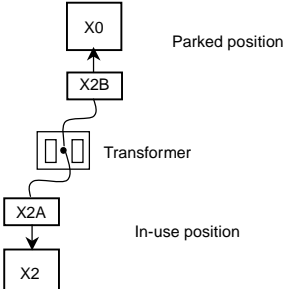 X0
Parked position
X2B
Transformer
X2A
In-use position
X2